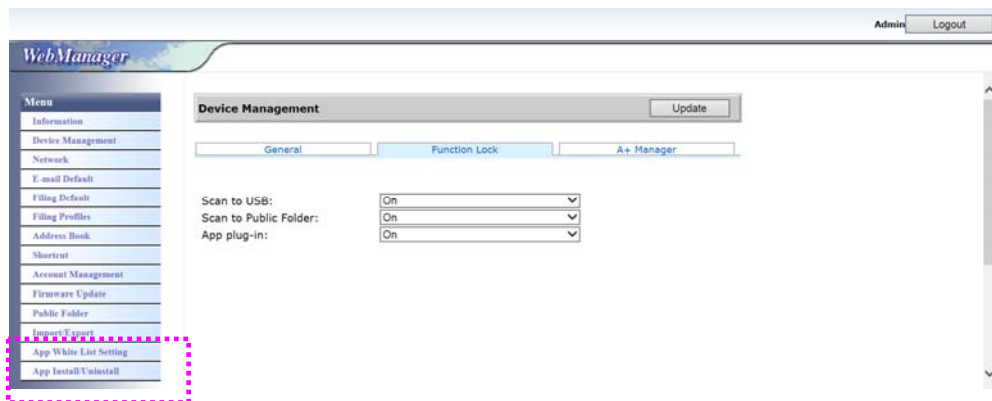 Admin Logout
WebManager
Menu
Information
Device Management
Network
E-mail Default
Filing Default
Filing Profiles
Address Book
Shortcut
Account Management
Firmware Update
Public Folder
Import/Export
App White List Setting
App Install/Uninstall
Device Management Update
General Function Lock A+ Manager
Scan to USB: On
Scan to Public Folder: On
App plug-in: On